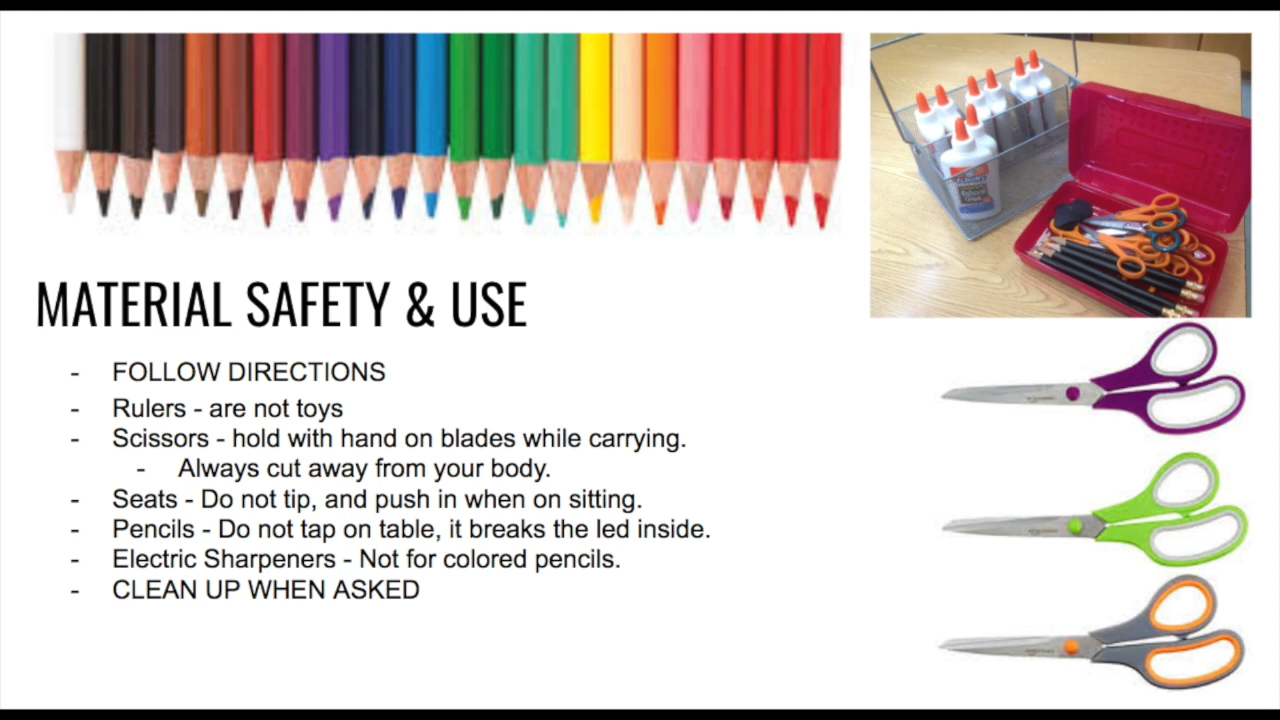 MATERIAL SAFETY & USE
- FOLLOW DIRECTIONS
- Rulers - are not toys
- Scissors - hold with hand on blades while carrying.
- Always cut away from your body.
- Seats - Do not tip, and push in when on sitting.
- Pencils - Do not tap on table, it breaks the led inside.
- Electric Sharpeners - Not for colored pencils.
- CLEAN UP WHEN ASKED